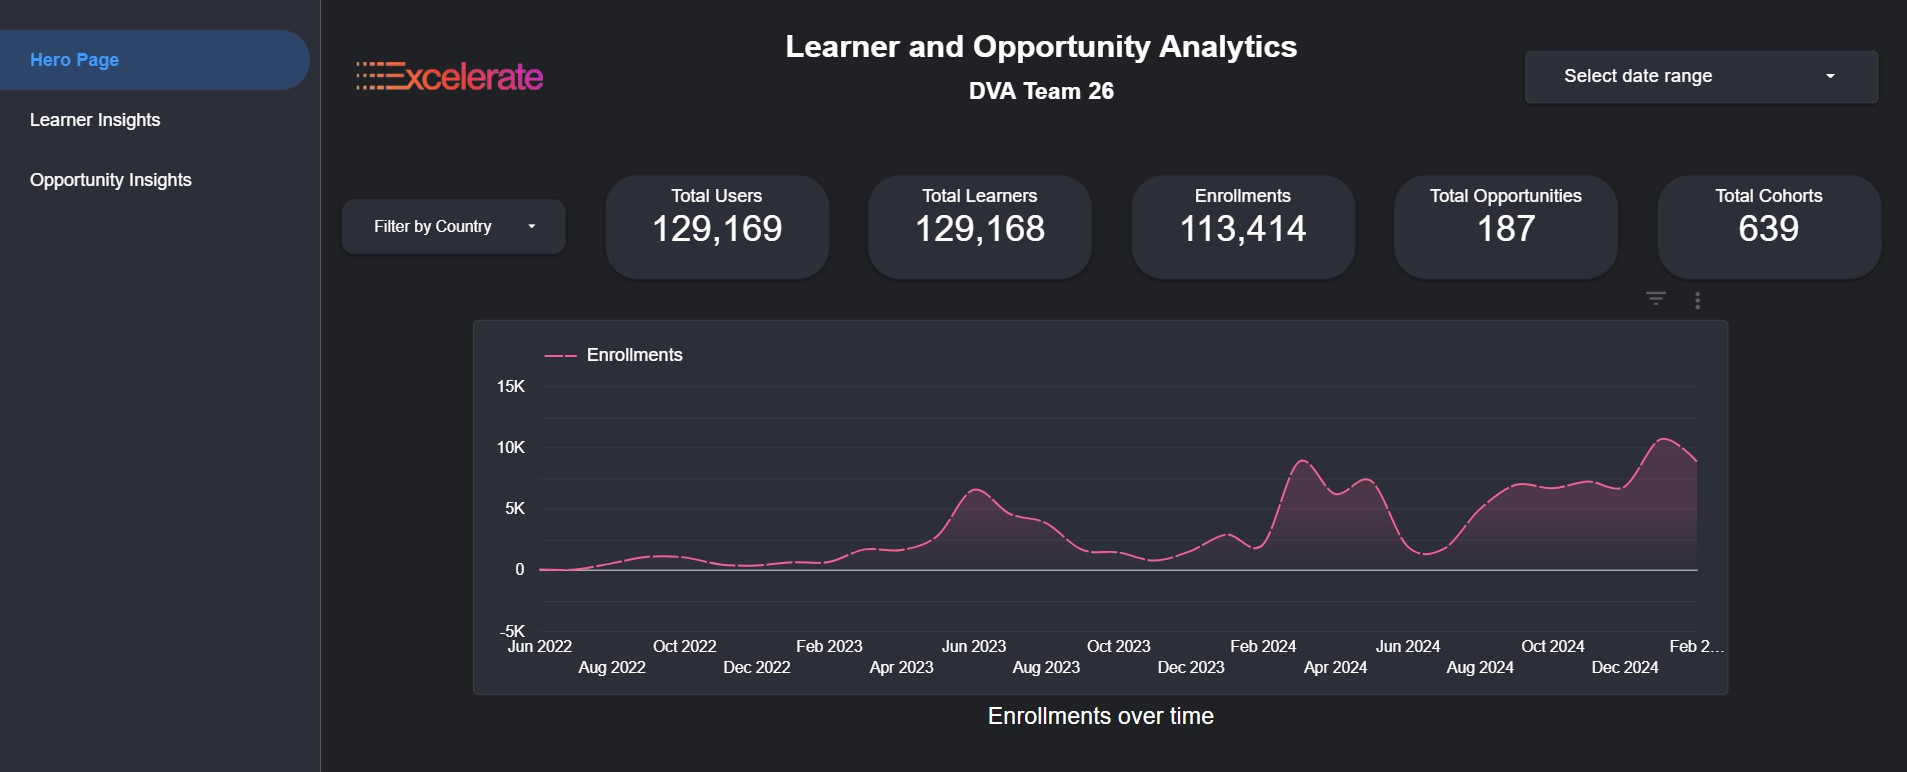 Hero Page
Learner Insights
Opportunity Insights
Excelerate
Learner and Opportunity Analytics
DVA Team 26
Select date range
Filter by Country
Total Users
129,169
Total Learners
129,168
Enrollments
113,414
Total Opportunities
187
Total Cohorts
639
Enrollments
15K
10K
5K
0
-5K
Jun 2022
Aug 2022
Oct 2022
Dec 2022
Feb 2023
Apr 2023
Jun 2023
Aug 2023
Oct 2023
Dec 2023
Feb 2024
Apr 2024
Jun 2024
Aug 2024
Oct 2024
Dec 2024
Feb 2...
Enrollments over time